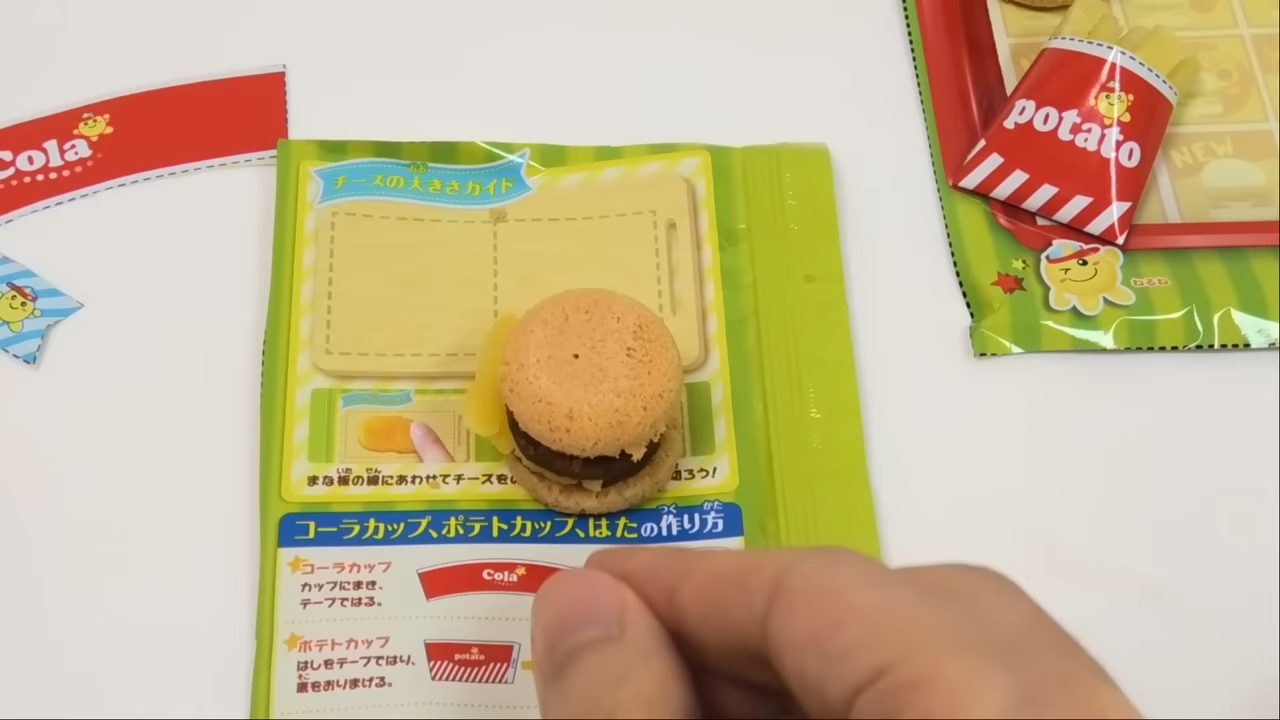 Cola
potato
NEW
ねるね
チーズの大きさガイド
まな板の線にあわせてチーズを
ろう!
コーラカップ、ポテトカップ、はたの作り方
コーラカップ
カップにまき、
テープではる。
Cola
ポテトカップ
はしをテープではり、
底をおりまげる。
potato